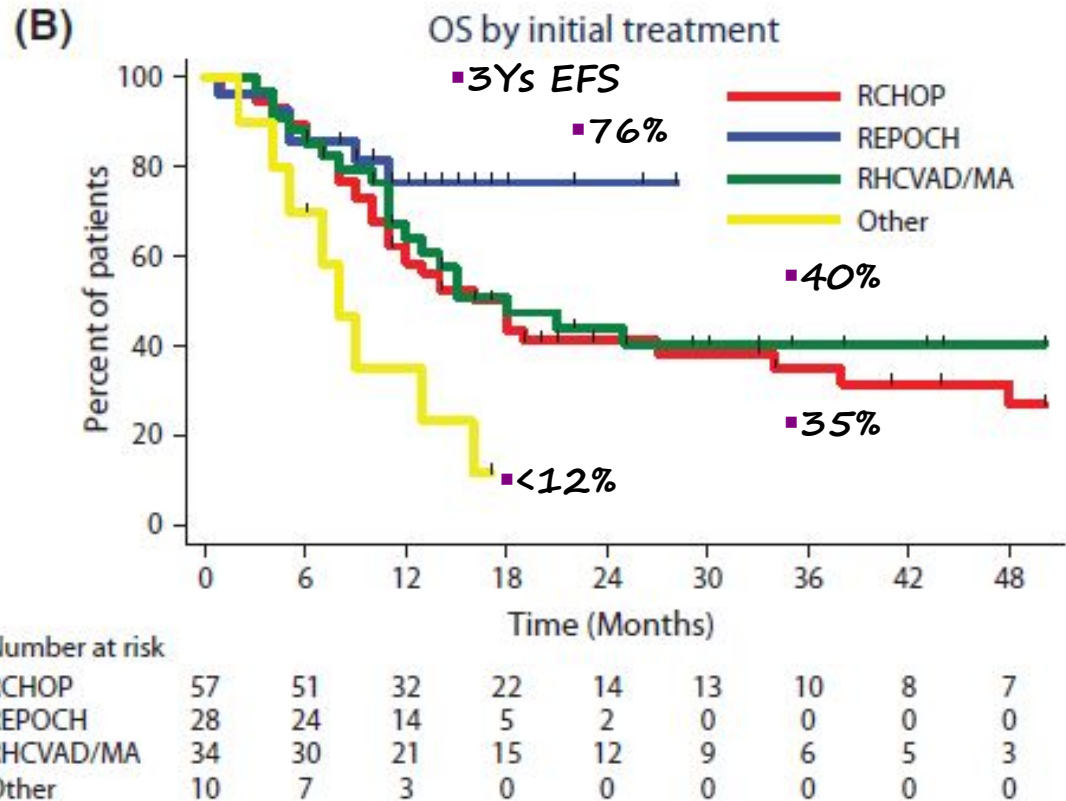 (B)
OS by initial treatment
3Ys EFS
76%
RCHOP
REPOCH
RHCVAD/MA
Other
40%
35%
<12%
Percent of patients
100
80
60
40
20
0
0 6 12 18 24 30 36 42 48
Time (Months)
Number at risk
RCHOP 57 51 32 22 14 13 10 8 7
REPOCH 28 24 14 5 2 0 0 0 0
RHCVAD/MA 34 30 21 15 12 9 6 5 3
Other 10 7 3 0 0 0 0 0 0